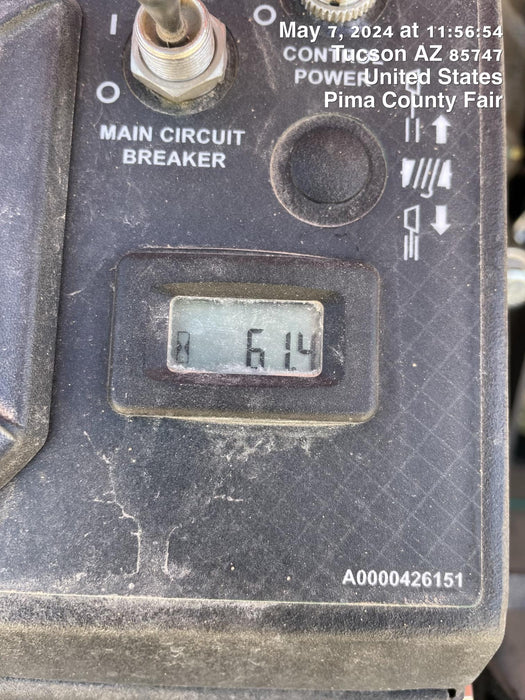 May 7, 2024 at 11:56:54
Tucson AZ 85747
United States
Pima County Fair
I
O
O
CONTROL
POWER
MAIN CIRCUIT
BREAKER
61.4
A0000426151